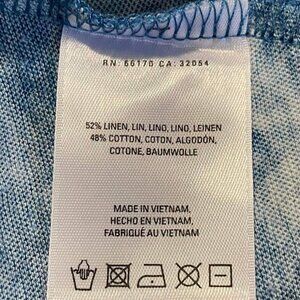 RN: 66170 CA: 32054
52% LINEN, LIN, LINO, LINO, LEINEN
48% COTTON, COTON, ALGODÓN,
COTONE, BAUMWOLLE
MADE IN VIETNAM,
HECHO EN VIETNAM,
FABRIQUÉ AU VIETNAM